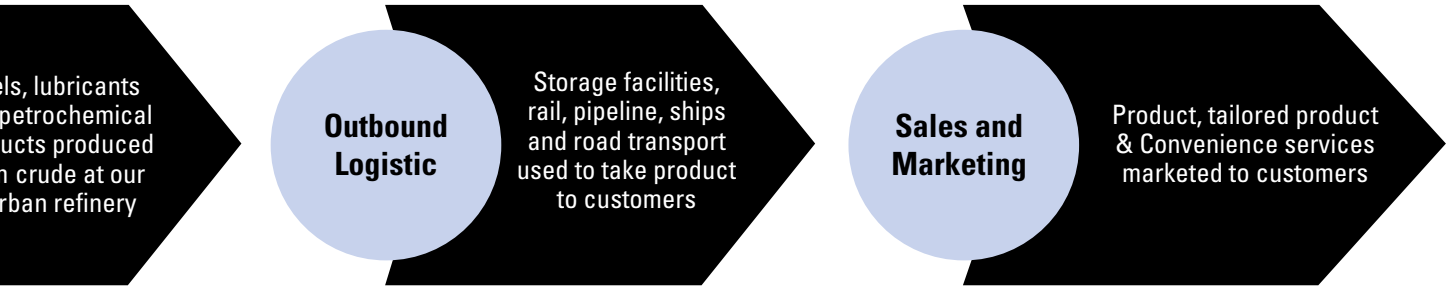 els, lubricants
petrochemical
ucts produced
n crude at our
rban refinery
Outbound
Logistic
Storage facilities,
rail, pipeline, ships
and road transport
used to take product
to customers
Sales and
Marketing
Product, tailored product
& Convenience services
marketed to customers